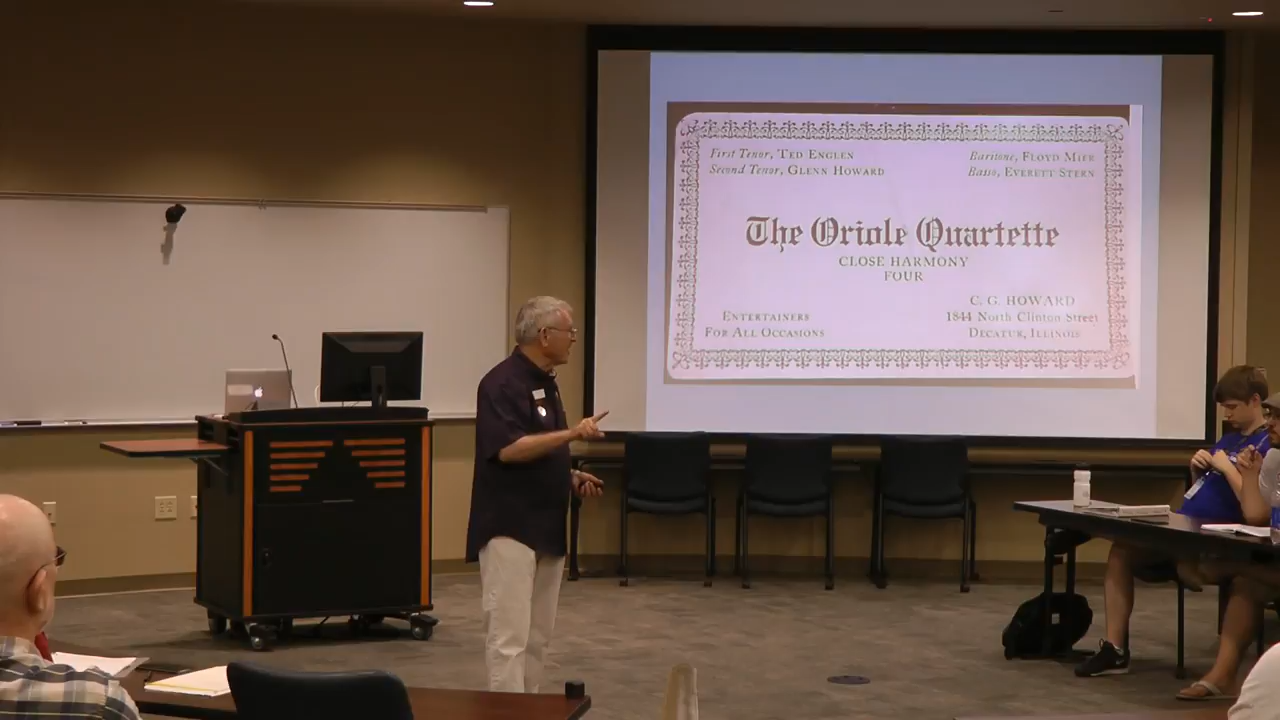 First Tenor, TED ENGLEN
Second Tenor, GLENN HOWARD
Baritone, FLOYD MIER
Basso, EVERETT STERN
The Oriole Quartette
CLOSE HARMONY
FOUR
ENTERTAINERS
FOR ALL OCCASIONS
C. G. HOWARD
1844 North Clinton Street
DECATUR, ILLINOIS